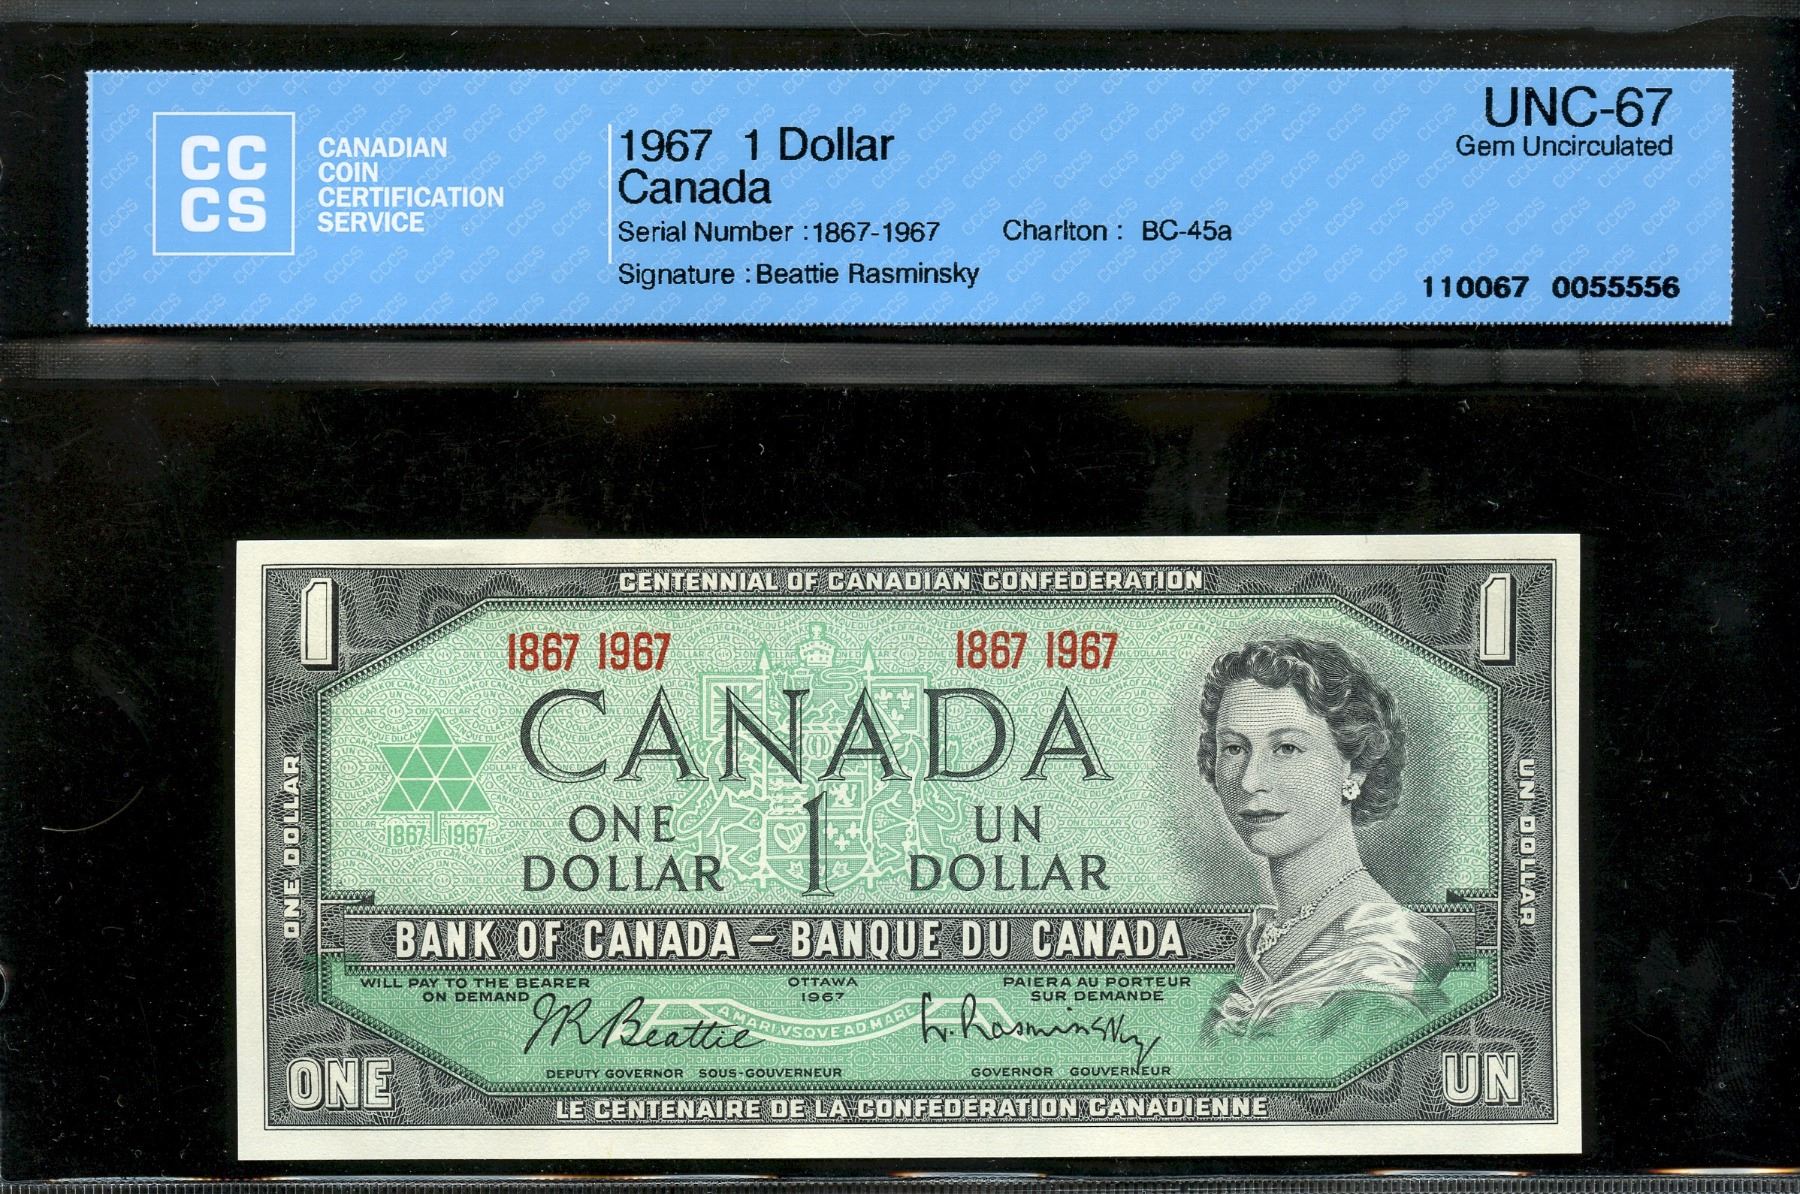 CC
CS
CANADIAN
COIN
CERTIFICATION
SERVICE
1967 1 Dollar
Canada
Serial Number :1867-1967 Charlton : BC-45a
Signature :Beattie Rasminsky
UNC-67
Gem Uncirculated
110067 0055556
1 CENTENNIAL OF CANADIAN CONFEDERATION 1
1867 1967 1867 1967
CANADA
1867 1967
ONE DOLLAR
ONE DOLLAR
1
UN DOLLAR
UN DOLLAR
BANK OF CANADA – BANQUE DU CANADA
WILL PAY TO THE BEARER
ON DEMAND
OTTAWA
1967
PAIERA AU PORTEUR
SUR DEMANDE
A MARI VSQVE AD MARE
JR Beattie
L. Rasminsky
DEPUTY GOVERNOR SOUS-GOUVERNEUR
GOVERNOR GOUVERNEUR
ONE
UN
LE CENTENAIRE DE LA CONFÉDÉRATION CANADIENNE